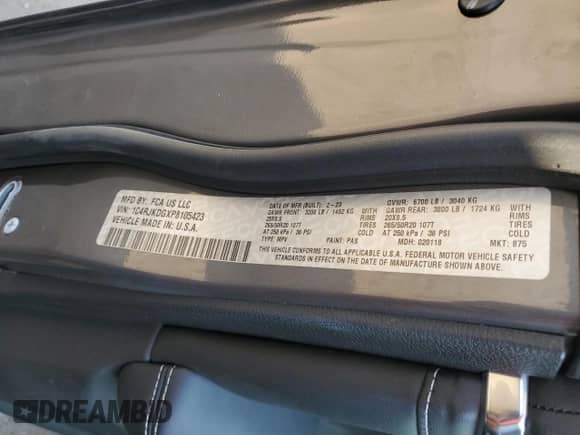 MFD BY: FCA US LLC
VIN: 1C4RJKDGXP8105423
VEHICLE MADE IN: U.S.A.
DATE OF MFR (BUILT): 2-23
GVWR: 6700 LB / 3040 KG
GAWR FRONT: 3200 LB / 1452 KG WITH
GAWR REAR: 3800 LB / 1724 KG WITH
20X8.5 RIMS
20X8.5 RIMS
265/50R20 107T TIRES
265/50R20 107T TIRES
AT 250 kPa / 36 PSI COLD
AT 250 kPa / 36 PSI COLD
TYPE: MPV
PAINT: PAS
MDH: 020118
MKT: 875
THIS VEHICLE CONFORMS TO ALL APPLICABLE U.S.A. FEDERAL MOTOR VEHICLE SAFETY
STANDARDS IN EFFECT ON THE DATE OF MANUFACTURE SHOWN ABOVE.
DREAMBID